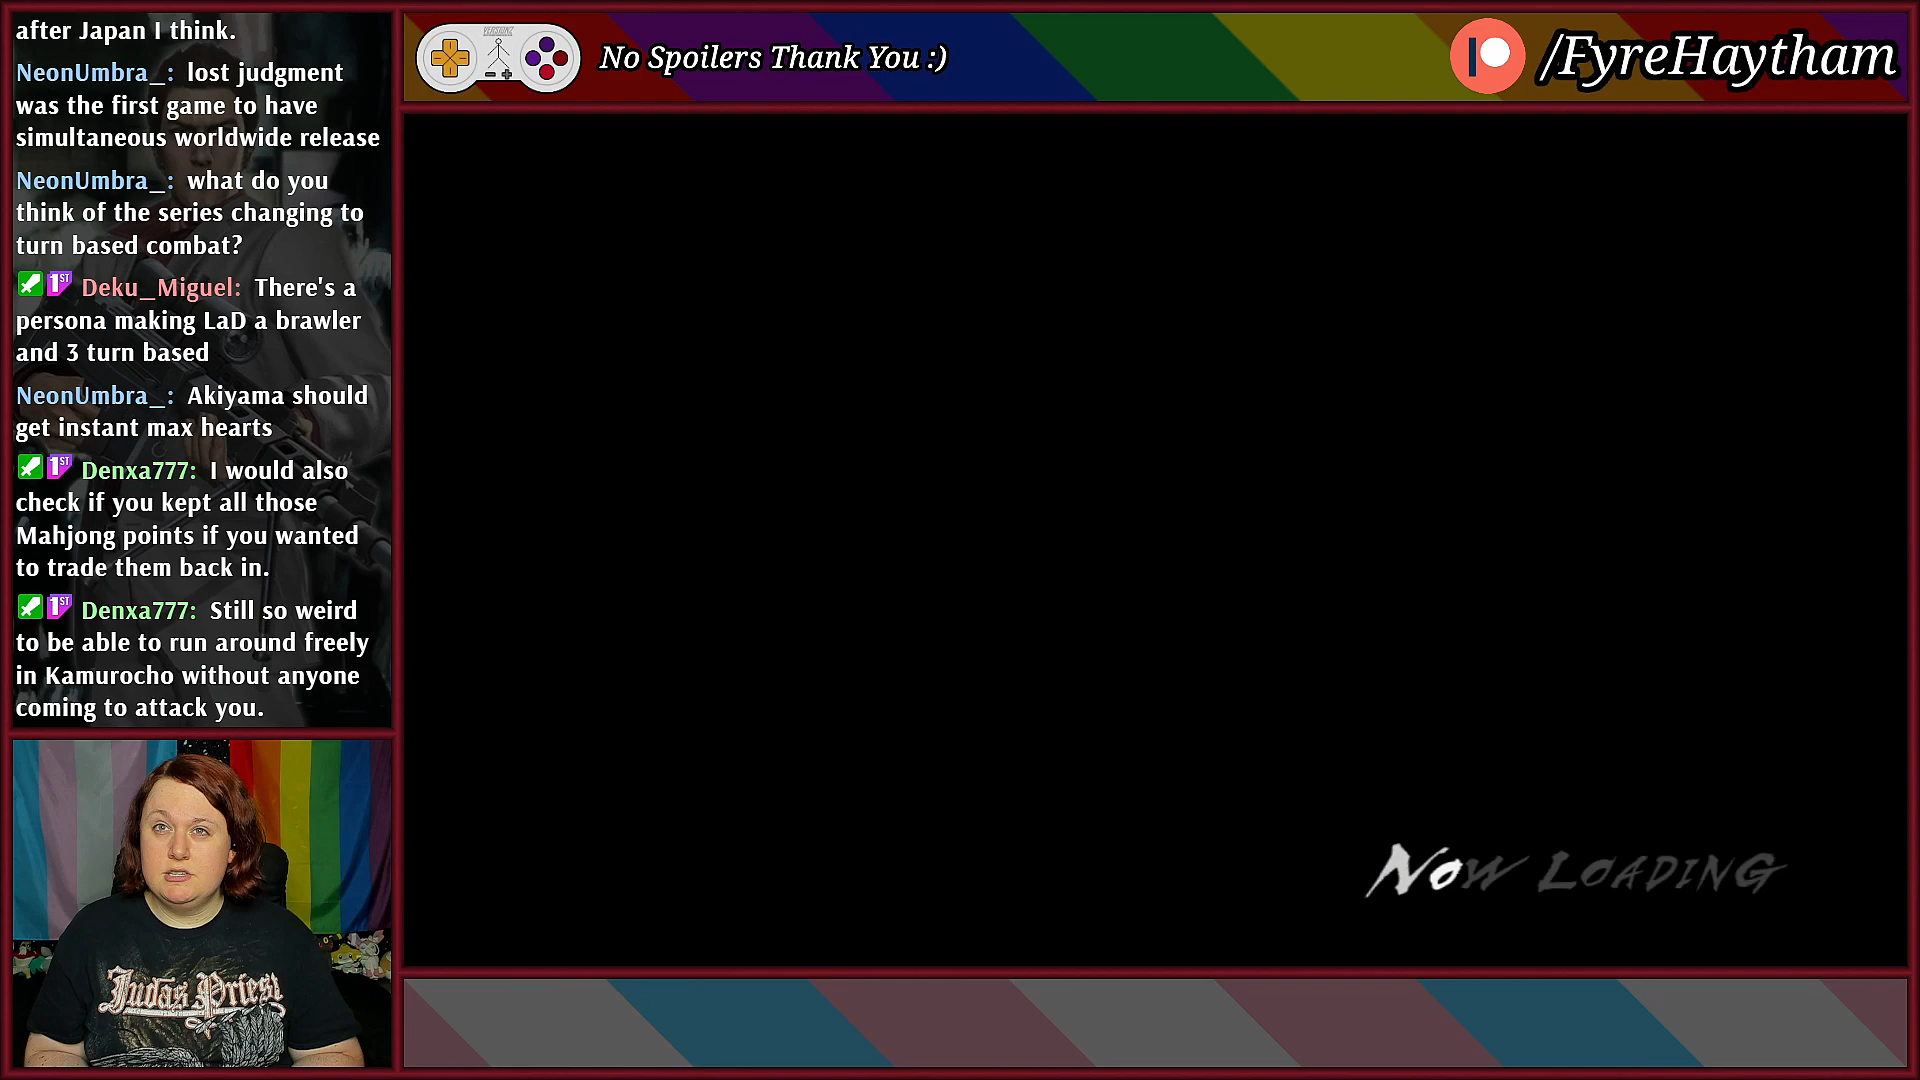 after Japan I think.
NeonUmbra_: lost judgment
was the first game to have
simultaneous worldwide release
NeonUmbra_: what do you
think of the series changing to
turn based combat?
1ST Deku_Miguel: There's a
persona making LaD a brawler
and 3 turn based
NeonUmbra_: Akiyama should
get instant max hearts
1ST Denxa777: I would also
check if you kept all those
Mahjong points if you wanted
to trade them back in.
1ST Denxa777: Still so weird
to be able to run around freely
in Kamurocho without anyone
coming to attack you.
VERSIONZ
No Spoilers Thank You :)
/FyreHaytham
Now Loading
Judas Priest